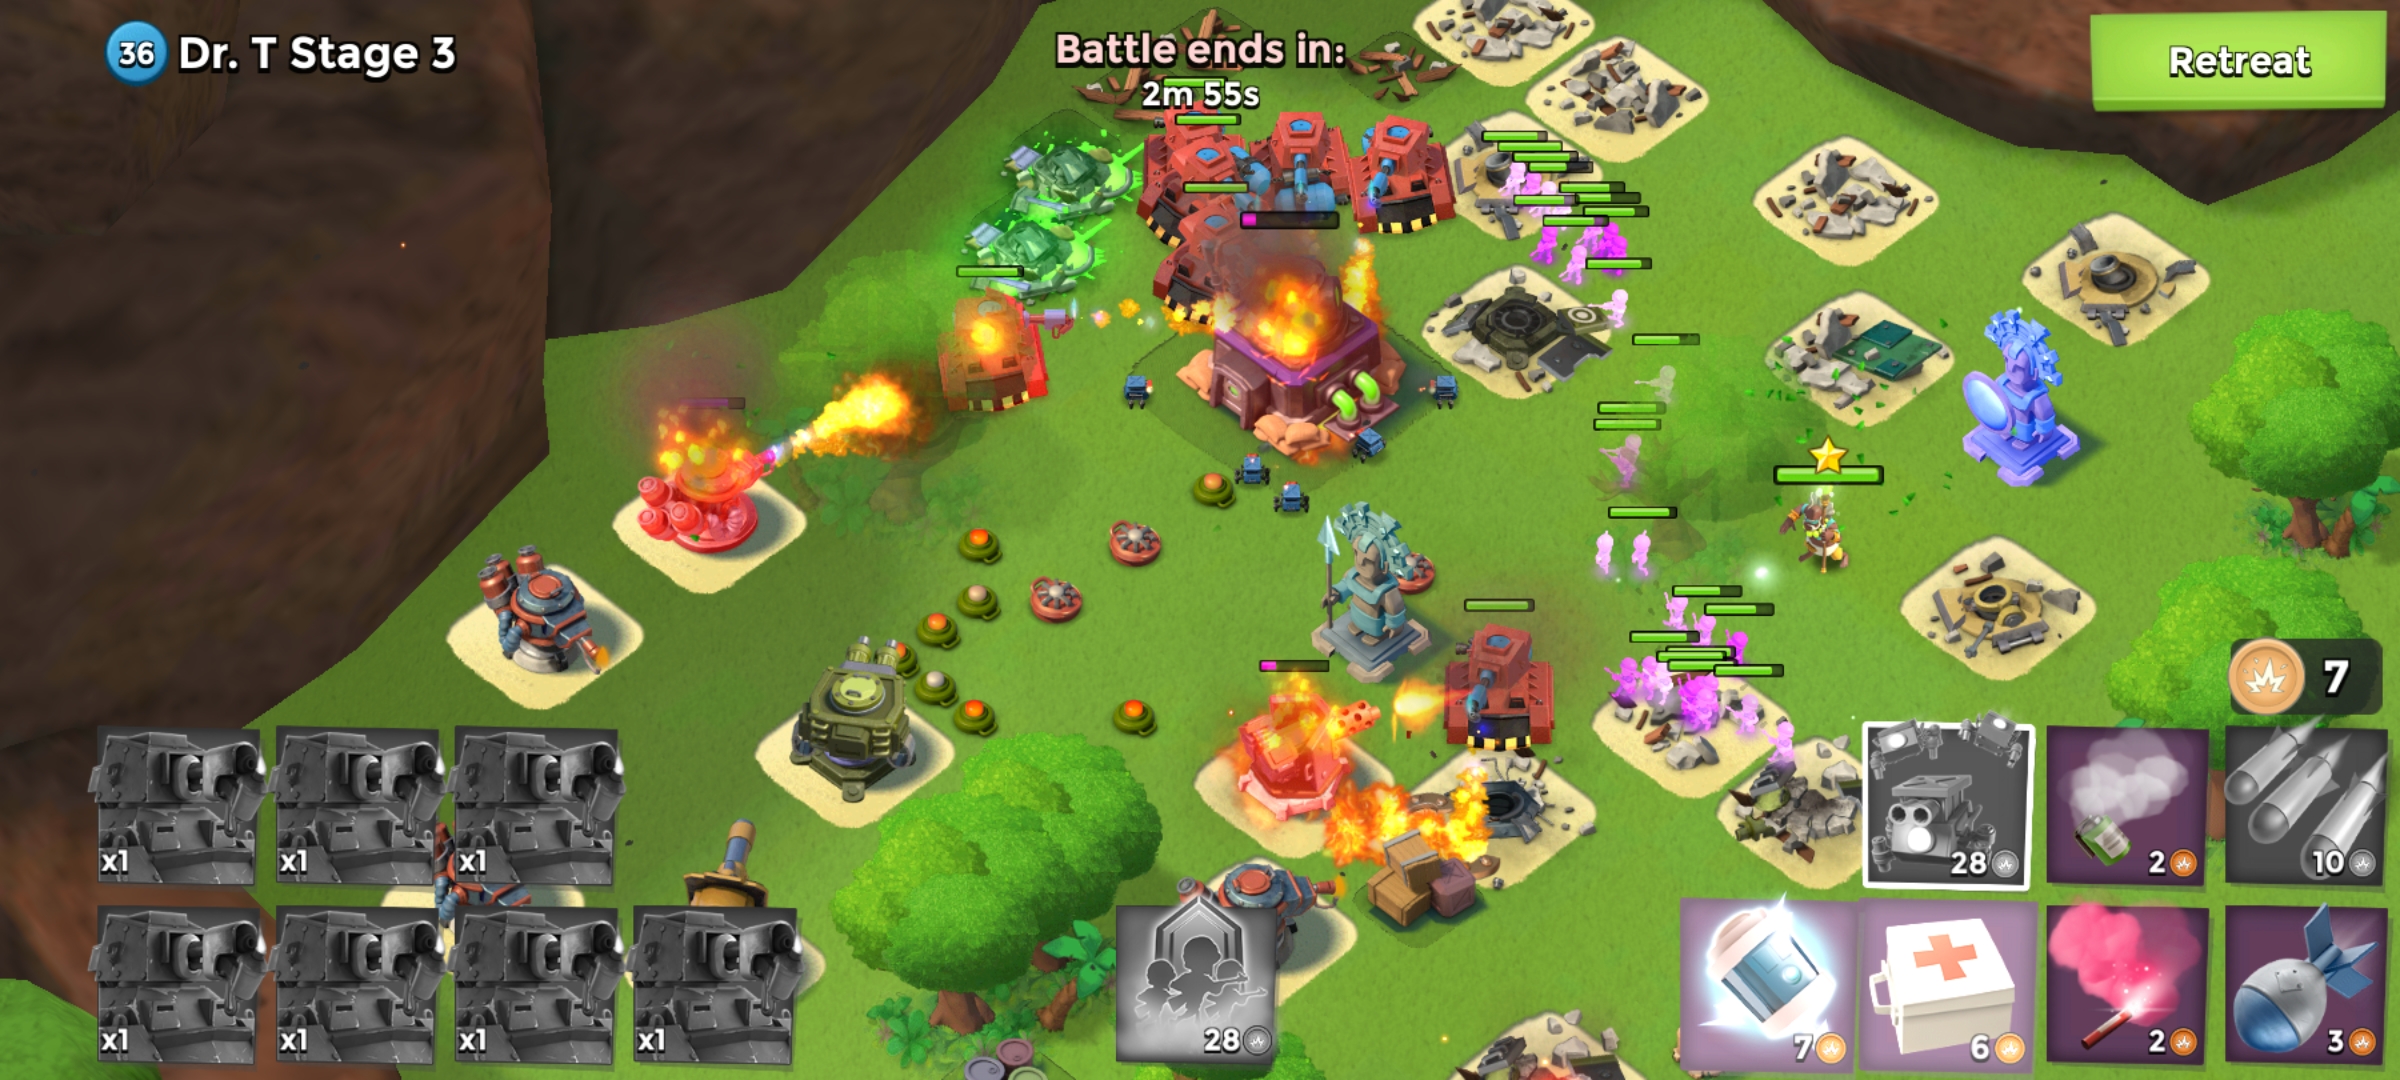 36 Dr. T Stage 3
Battle ends in:
2m 55s
Retreat
7
x1 x1 x1
28 2 10
x1 x1 x1 x1
28
7 6 2 3